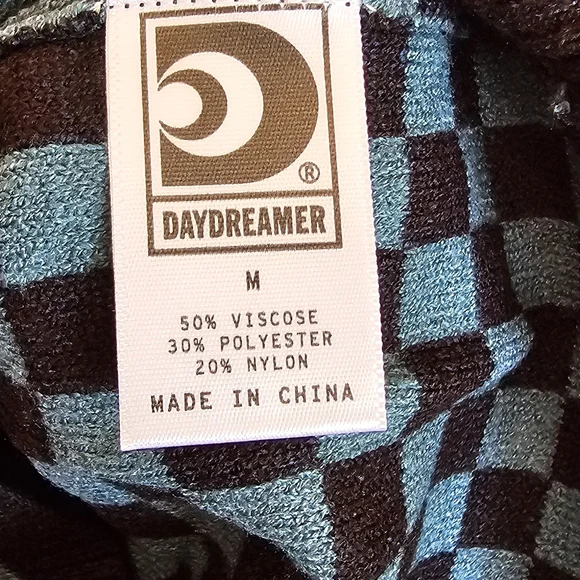 ®
DAYDREAMER
M
50% VISCOSE
30% POLYESTER
20% NYLON
MADE IN CHINA